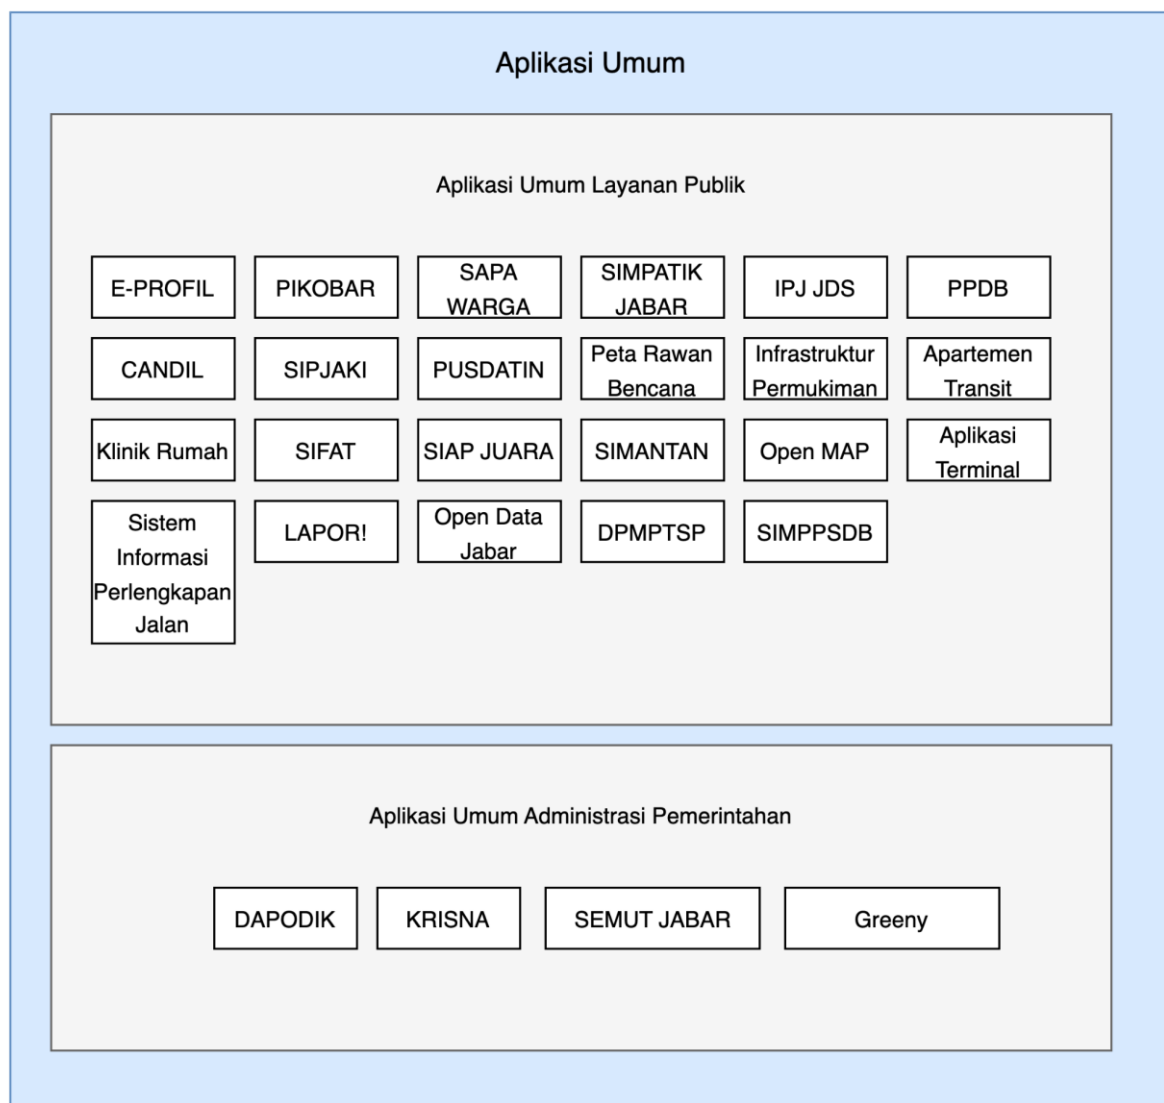 Aplikasi Umum
Aplikasi Umum Layanan Publik
E-PROFIL
PIKOBAR
SAPA
WARGA
SIMPATIK
JABAR
IPJ JDS
PPDB
CANDIL
SIPJAKI
PUSDATIN
Peta Rawan
Bencana
Infrastruktur
Permukiman
Apartemen
Transit
Klinik Rumah
SIFAT
SIAP JUARA
SIMANTAN
Open MAP
Aplikasi
Terminal
Sistem
Informasi
Perlengkapan
Jalan
LAPOR!
Open Data
Jabar
DPMPTSP
SIMPPSDB
Aplikasi Umum Administrasi Pemerintahan
DAPODIK
KRISNA
SEMUT JABAR
Greeny